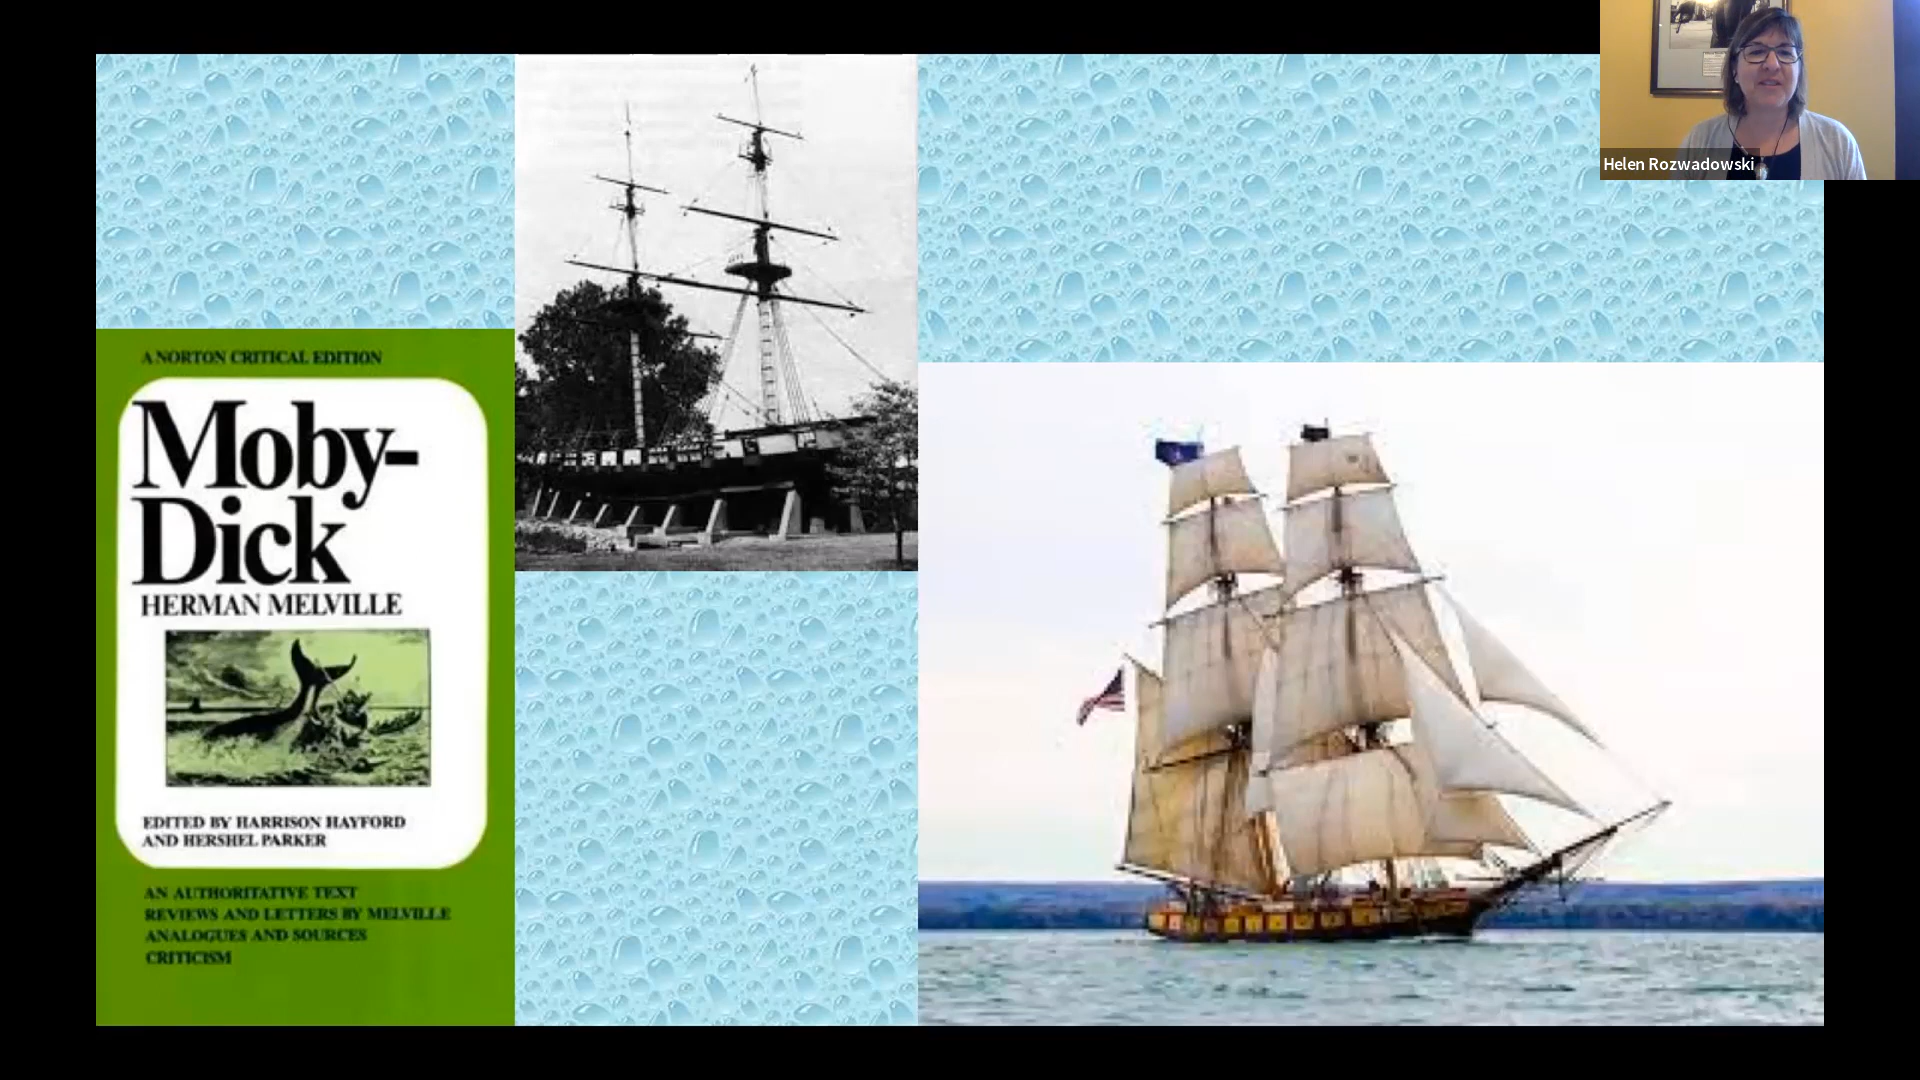 A NORTON CRITICAL EDITION
Moby-
Dick
HERMAN MELVILLE
EDITED BY HARRISON HAYFORD
AND HERSHEL PARKER
AN AUTHORITATIVE TEXT
REVIEWS AND LETTERS BY MELVILLE
ANALOGUES AND SOURCES
CRITICISM
Helen Rozwadowski